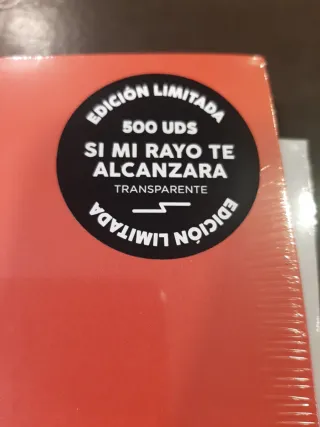 EDICIÓN LIMITADA
500 UDS
SI MI RAYO TE
ALCANZARA
TRANSPARENTE
EDICIÓN LIMITADA